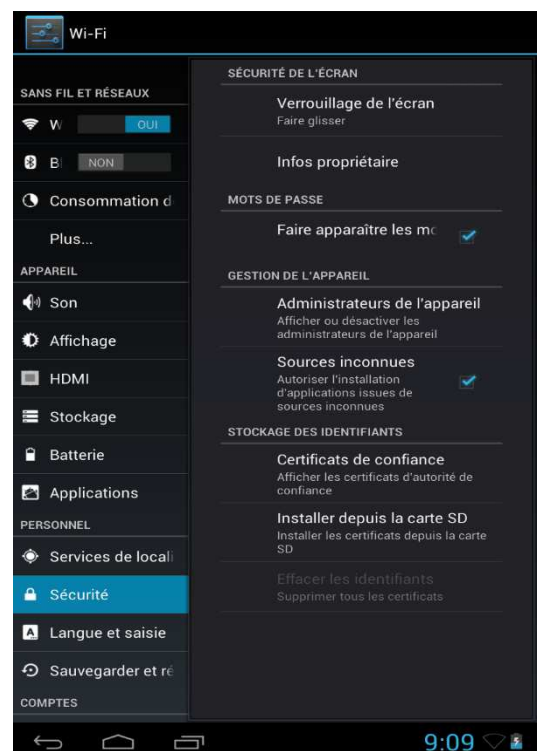 Wi-Fi
SANS FIL ET RÉSEAUX
W OUI
B NON
Consommation d
Plus...
APPAREIL
Son
Affichage
HDMI
Stockage
Batterie
Applications
PERSONNEL
Services de locali
Sécurité
Langue et saisie
Sauvegarder et ré
COMPTES
SÉCURITÉ DE L'ÉCRAN
Verrouillage de l'écran
Faire glisser
Infos propriétaire
MOTS DE PASSE
Faire apparaître les mo
GESTION DE L'APPAREIL
Administrateurs de l'appareil
Afficher ou désactiver les
administrateurs de l'appareil
Sources inconnues
Autoriser l'installation
d'applications issues de
sources inconnues
STOCKAGE DES IDENTIFIANTS
Certificats de confiance
Afficher les certificats d'autorité de
confiance
Installer depuis la carte SD
Installer les certificats depuis la carte
SD
Effacer les identifiants
Supprimer tous les certificats
9:09